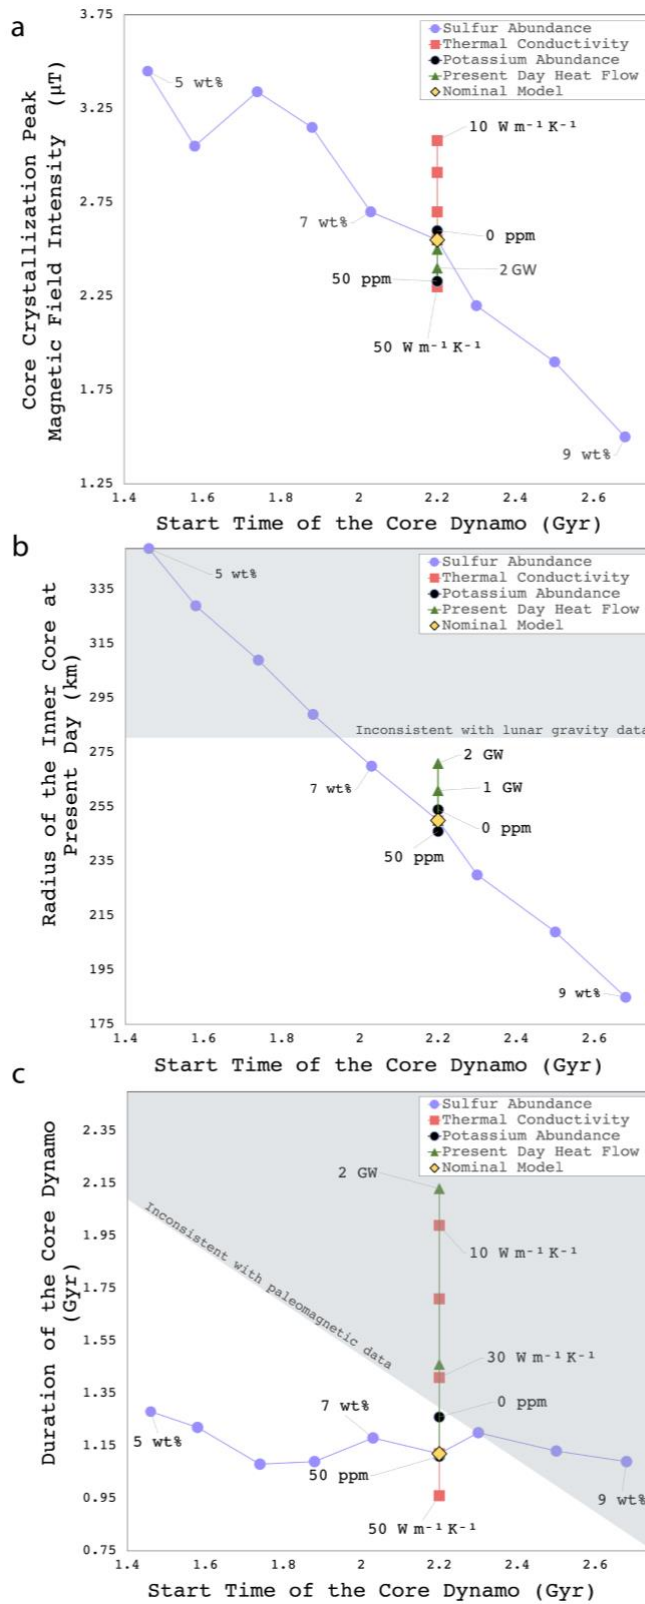 a
Core Crystallization Peak
Magnetic Field Intensity (μT)
3.75
3.25
2.75
2.25
1.75
1.25
Sulfur Abundance
Thermal Conductivity
Potassium Abundance
Present Day Heat Flow
Nominal Model
5 wt%
10 W m⁻¹ K⁻¹
7 wt%
0 ppm
50 ppm
2 GW
50 W m⁻¹ K⁻¹
9 wt%
1.4 1.6 1.8 2 2.2 2.4 2.6
Start Time of the Core Dynamo (Gyr)
b
Radius of the Inner Core at
Present Day (km)
335
315
295
275
255
235
215
195
175
Sulfur Abundance
Thermal Conductivity
Potassium Abundance
Present Day Heat Flow
Nominal Model
5 wt%
Inconsistent with lunar gravity data
2 GW
7 wt%
1 GW
0 ppm
50 ppm
9 wt%
1.4 1.6 1.8 2 2.2 2.4 2.6
Start Time of the Core Dynamo (Gyr)
c
Duration of the Core Dynamo
(Gyr)
2.35
2.15
1.95
1.75
1.55
1.35
1.15
0.95
0.75
Sulfur Abundance
Thermal Conductivity
Potassium Abundance
Present Day Heat Flow
Nominal Model
2 GW
Inconsistent with paleomagnetic data
10 W m⁻¹ K⁻¹
30 W m⁻¹ K⁻¹
0 ppm
7 wt%
5 wt%
50 ppm
9 wt%
50 W m⁻¹ K⁻¹
1.4 1.6 1.8 2 2.2 2.4 2.6
Start Time of the Core Dynamo (Gyr)